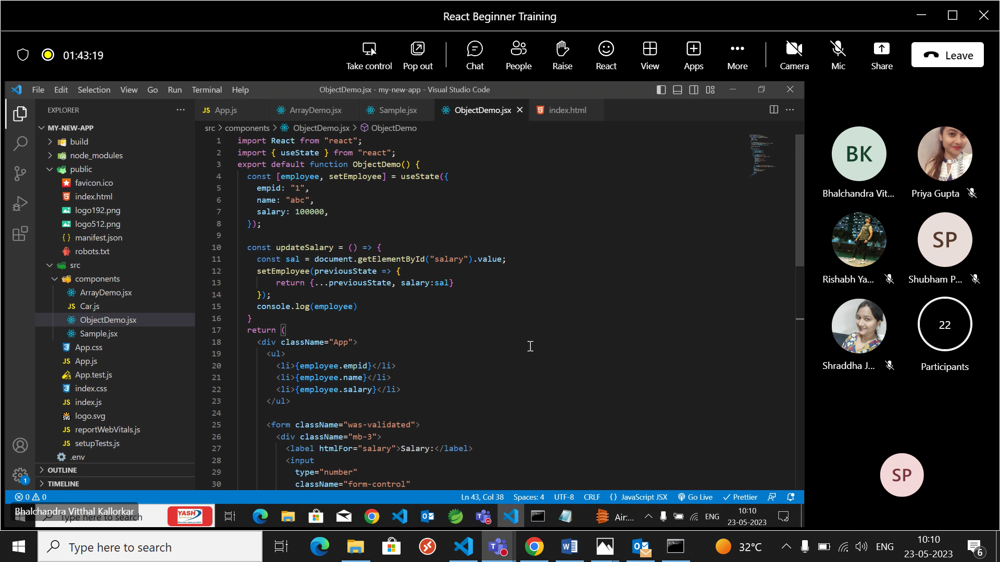 React Beginner Training
01:43:19
Take control
Pop out
Chat
People
Raise
React
View
Apps
More
Camera
Mic
Share
Leave
File Edit Selection View Go Run Terminal Help
ObjectDemo.jsx - my-new-app - Visual Studio Code
EXPLORER
JS App.js
ArrayDemo.jsx
Sample.jsx
ObjectDemo.jsx
index.html
src > components > ObjectDemo.jsx > ObjectDemo
MY-NEW-APP
build
node_modules
public
favicon.ico
index.html
logo192.png
logo512.png
{ } manifest.json
robots.txt
src
components
ArrayDemo.jsx
JS Car.js
ObjectDemo.jsx
Sample.jsx
App.css
JS App.js
App.test.js
index.css
JS index.js
SVG logo.svg
JS reportWebVitals.js
JS setupTests.js
.env
OUTLINE
TIMELINE
1 import React from "react";
2 import { useState } from "react";
3 export default function ObjectDemo() {
4 const [employee, setEmployee] = useState({
5 empid: "1",
6 name: "abc",
7 salary: 100000,
8 });
9
10 const updateSalary = () => {
11 const sal = document.getElementById("salary").value;
12 setEmployee(previousState => {
13 return {...previousState, salary:sal}
14 });
15 console.log(employee)
16 }
17 return (
18 <div className="App">
19 <ul>
20 <li>{employee.empid}</li>
21 <li>{employee.name}</li>
22 <li>{employee.salary}</li>
23 </ul>
24
25 <form className="was-validated">
26 <div className="mb-3">
27 <label htmlFor="salary">Salary:</label>
28 <input
29 type="number"
30 className="form-control"
1
0 0
Ln 43, Col 38 Spaces: 4 UTF-8 CRLF { } JavaScript JSX Go Live Prettier
Bhalchandra Vitthal Kallorkar
Type here to search
YASH
Air:...
ENG
10:10
23-05-2023
BK
Bhalchandra Vit...
Priya Gupta
Rishabh Ya...
SP
Shubham P...
Shraddha J...
22
Participants
SP
Type here to search
32°C
ENG
10:10
23-05-2023
6